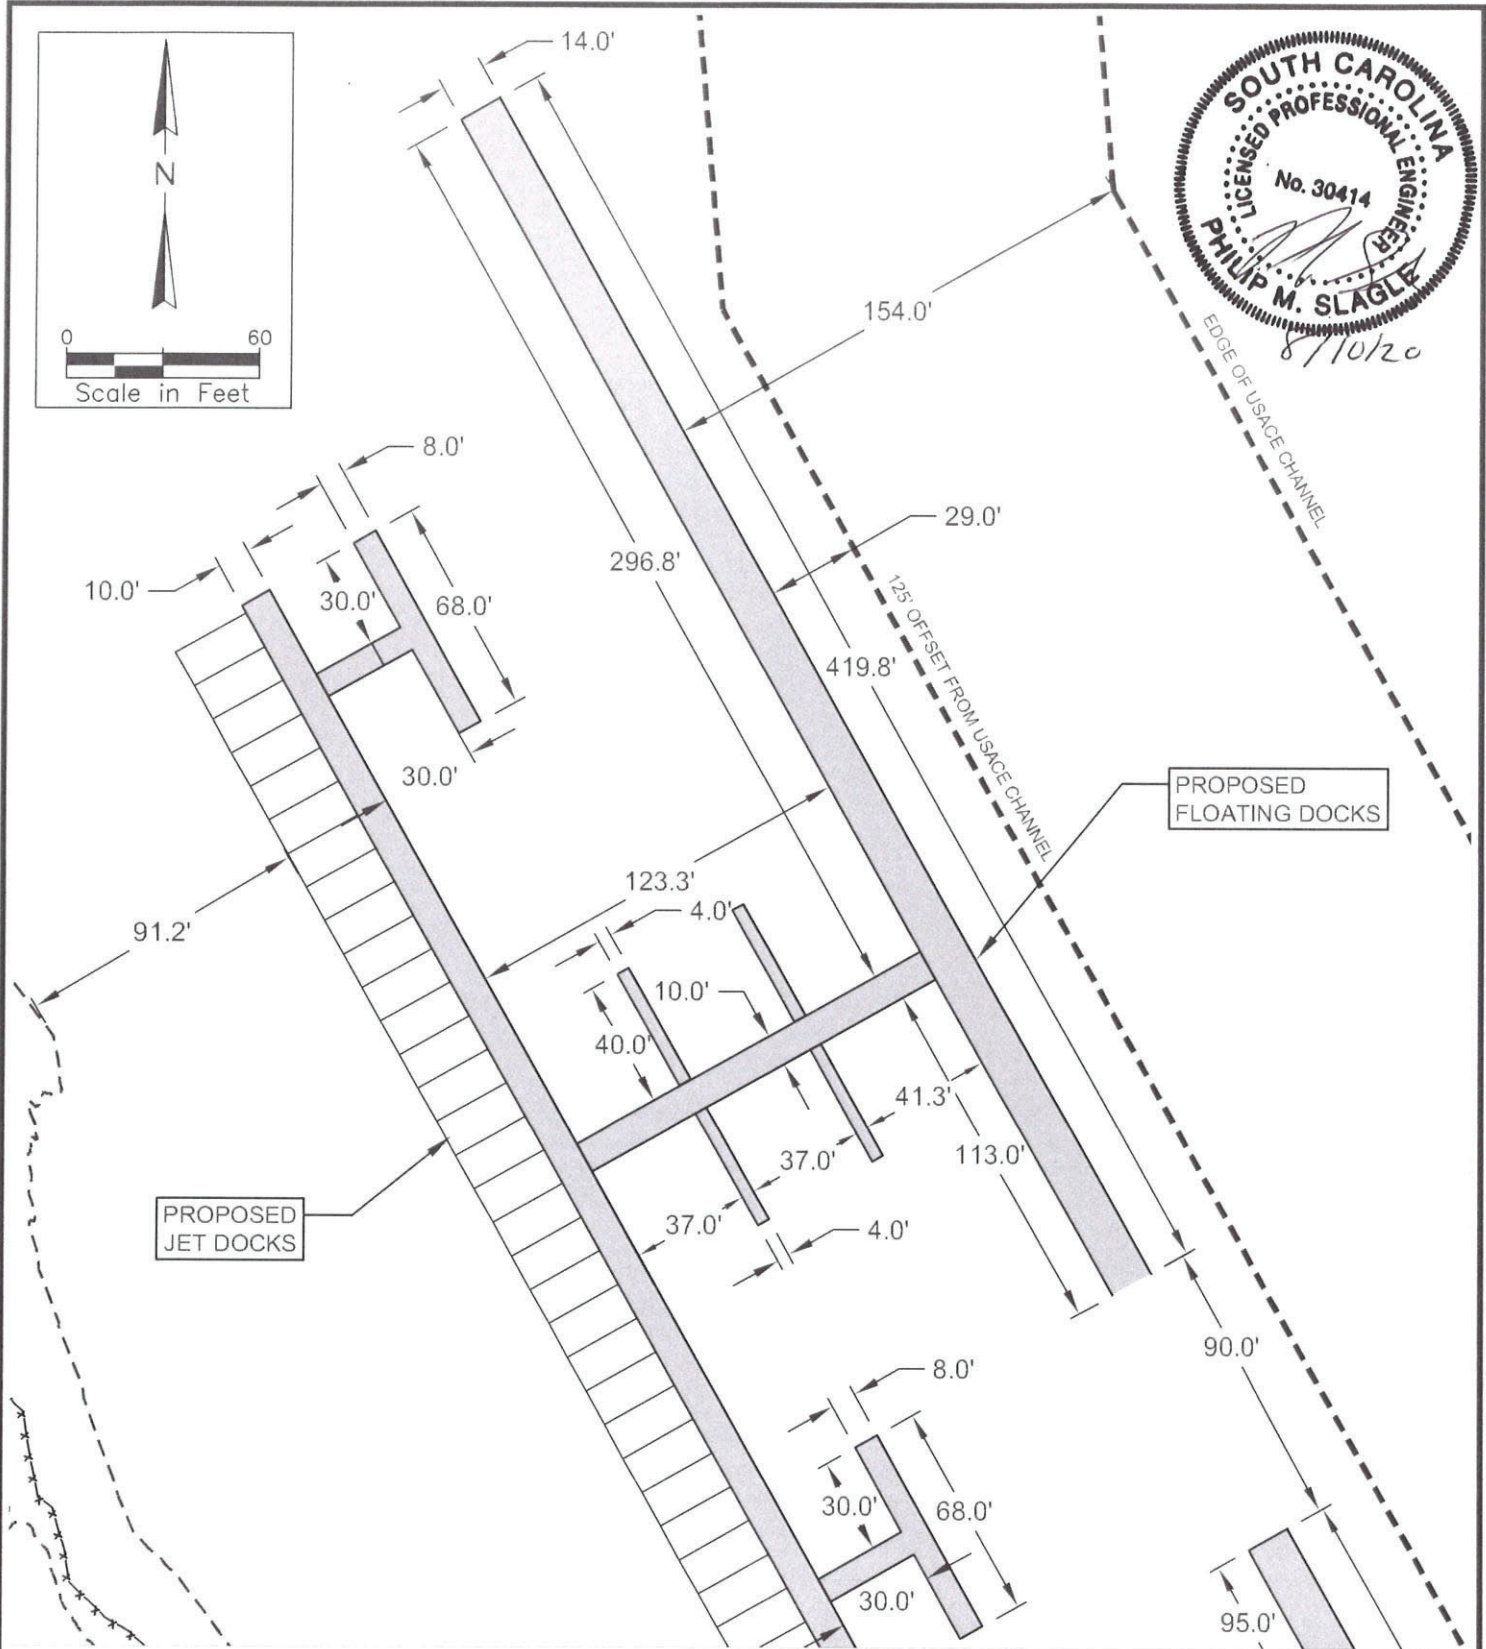 14.0'
N
0 60
Scale in Feet
SOUTH CAROLINA
LICENSED PROFESSIONAL ENGINEER
No. 30414
PHILIP M. SLAGLE
8/10/20
154.0'
EDGE OF USACE CHANNEL
8.0'
29.0'
296.8'
10.0'
30.0'
68.0'
125' OFFSET FROM USACE CHANNEL
419.8'
30.0'
PROPOSED
FLOATING DOCKS
123.3'
4.0'
91.2'
10.0'
40.0'
41.3'
37.0'
113.0'
PROPOSED
JET DOCKS
37.0'
4.0'
90.0'
8.0'
30.0'
68.0'
30.0'
95.0'